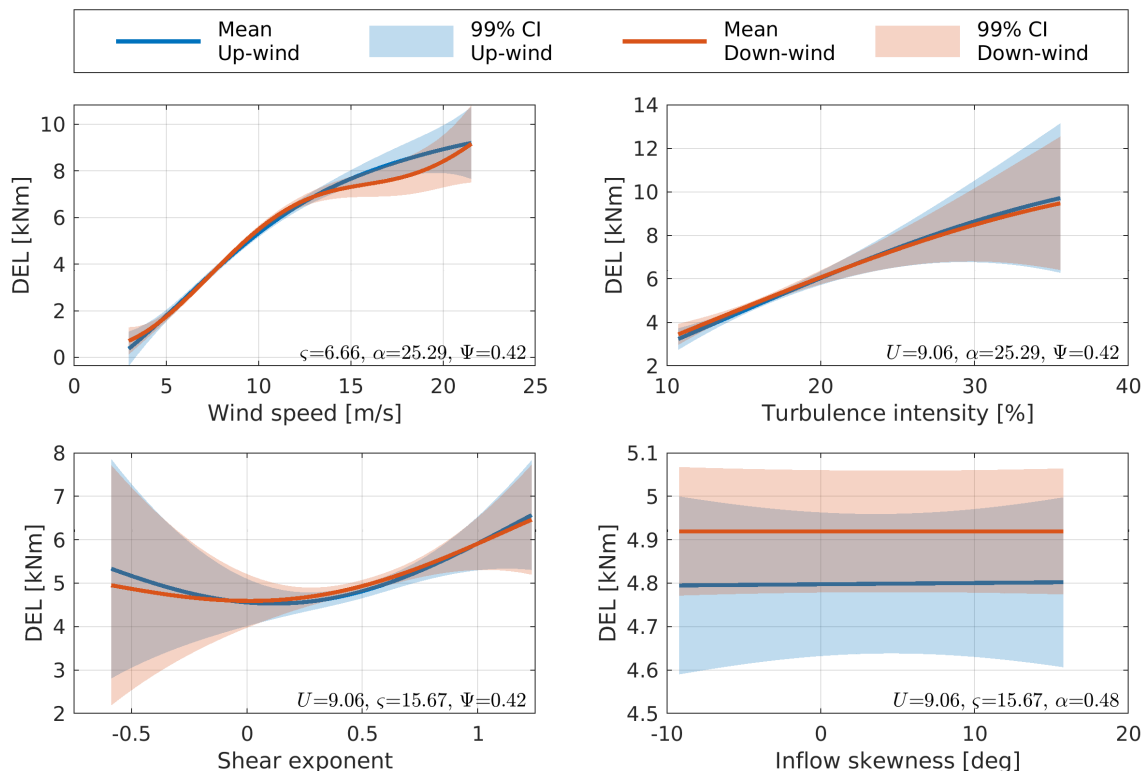 Mean 99% CI Mean 99% CI
Up-wind Up-wind Down-wind Down-wind
DEL [kNm]
10
8
6
4
2
0
ς=6.66, α=25.29, Ψ=0.42
0 5 10 15 20 25
Wind speed [m/s]
DEL [kNm]
14
12
10
8
6
4
2
U=9.06, α=25.29, Ψ=0.42
10 20 30 40
Turbulence intensity [%]
DEL [kNm]
8
7
6
5
4
3
2
U=9.06, ς=15.67, Ψ=0.42
-0.5 0 0.5 1
Shear exponent
DEL [kNm]
5.1
5
4.9
4.8
4.7
4.6
4.5
U=9.06, ς=15.67, α=0.48
-10 0 10 20
Inflow skewness [deg]